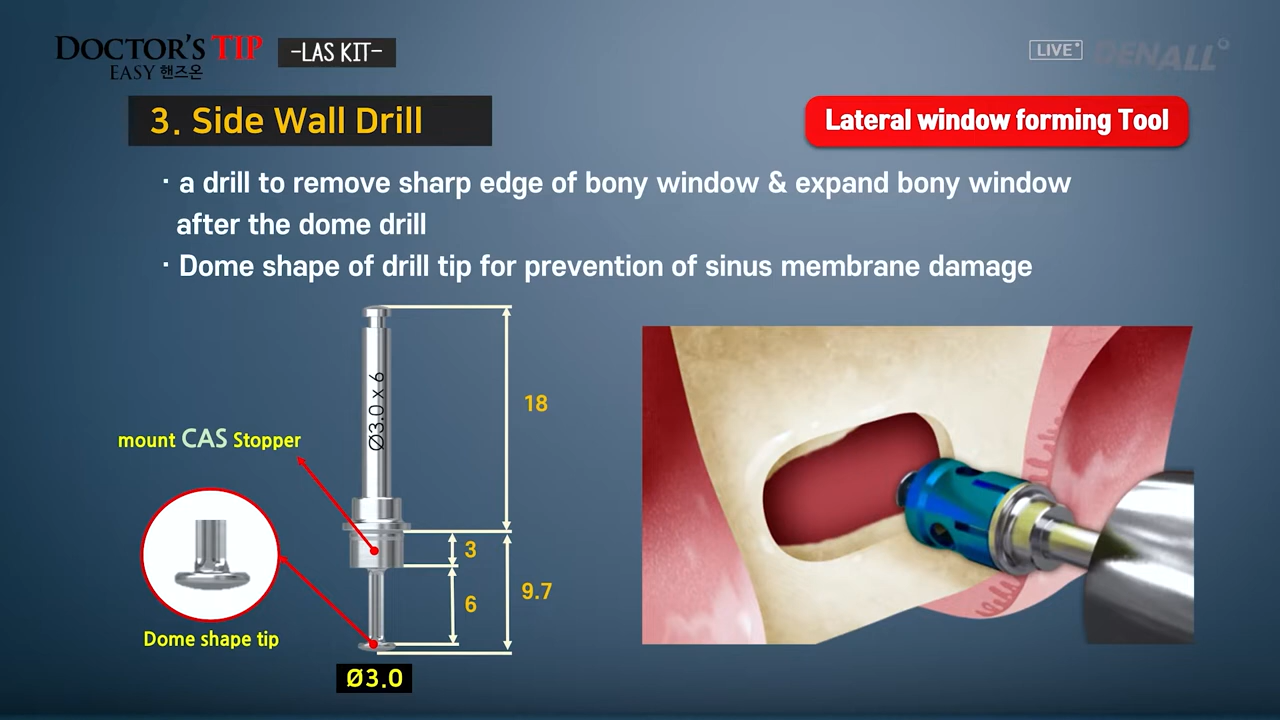 DOCTOR'S TIP
EASY 핸즈온
-LAS KIT-
LIVE
DENALL
3. Side Wall Drill
Lateral window forming Tool
· a drill to remove sharp edge of bony window & expand bony window
after the dome drill
· Dome shape of drill tip for prevention of sinus membrane damage
Ø3.0 x 6
18
mount CAS Stopper
3
9.7
6
Dome shape tip
Ø3.0